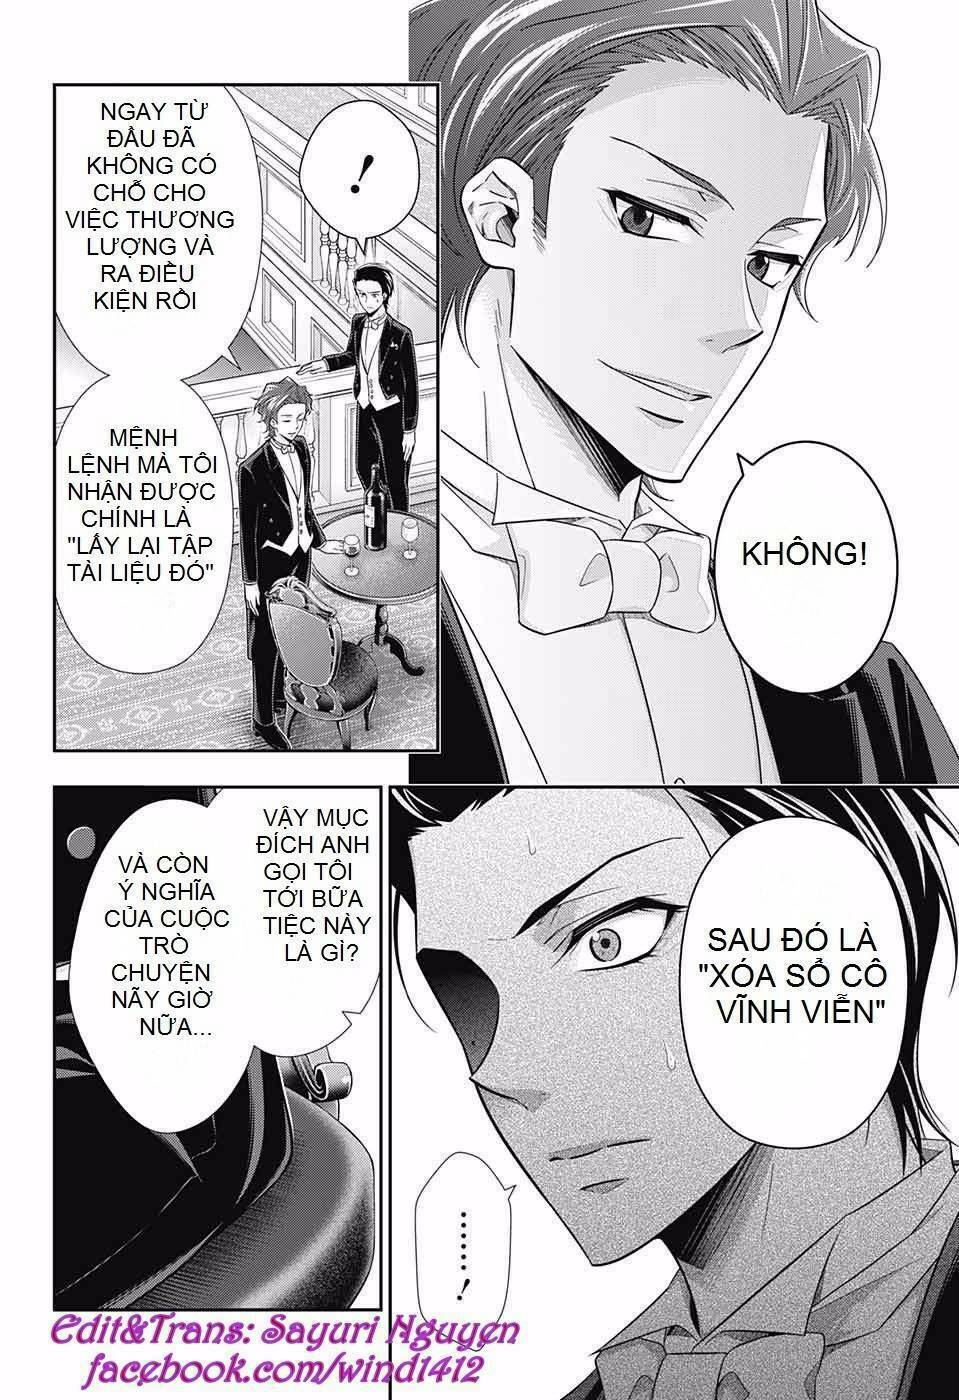 KHÔNG!
!
NGAY TỪ
ĐẦU ĐÃ
KHÔNG CÓ
CHỖ CHO
VIỆC THƯƠNG
LƯỢNG VÀ
RA ĐIỀU
KIỆN RỒI
MỆNH
LỆNH MÀ TÔI
NHẬN ĐƯỢC
CHÍNH LÀ
"LẤY LẠI TẬP
TÀI LIỆU ĐÓ"
SAU ĐÓ LÀ
"XÓA SỔ CÔ
VĨNH VIỄN"
......!
VẬY MỤC
ĐÍCH ANH
GỌI TÔI
TỚI BỮA
TIỆC NÀY
LÀ GÌ?
VÀ CÒN
Ý NGHĨA
CỦA CUỘC
TRÒ
CHUYỆN
NÃY GIỜ
NỮA...
Edit&Trans: Sayuri Nguyen
facebook.com/wind1412